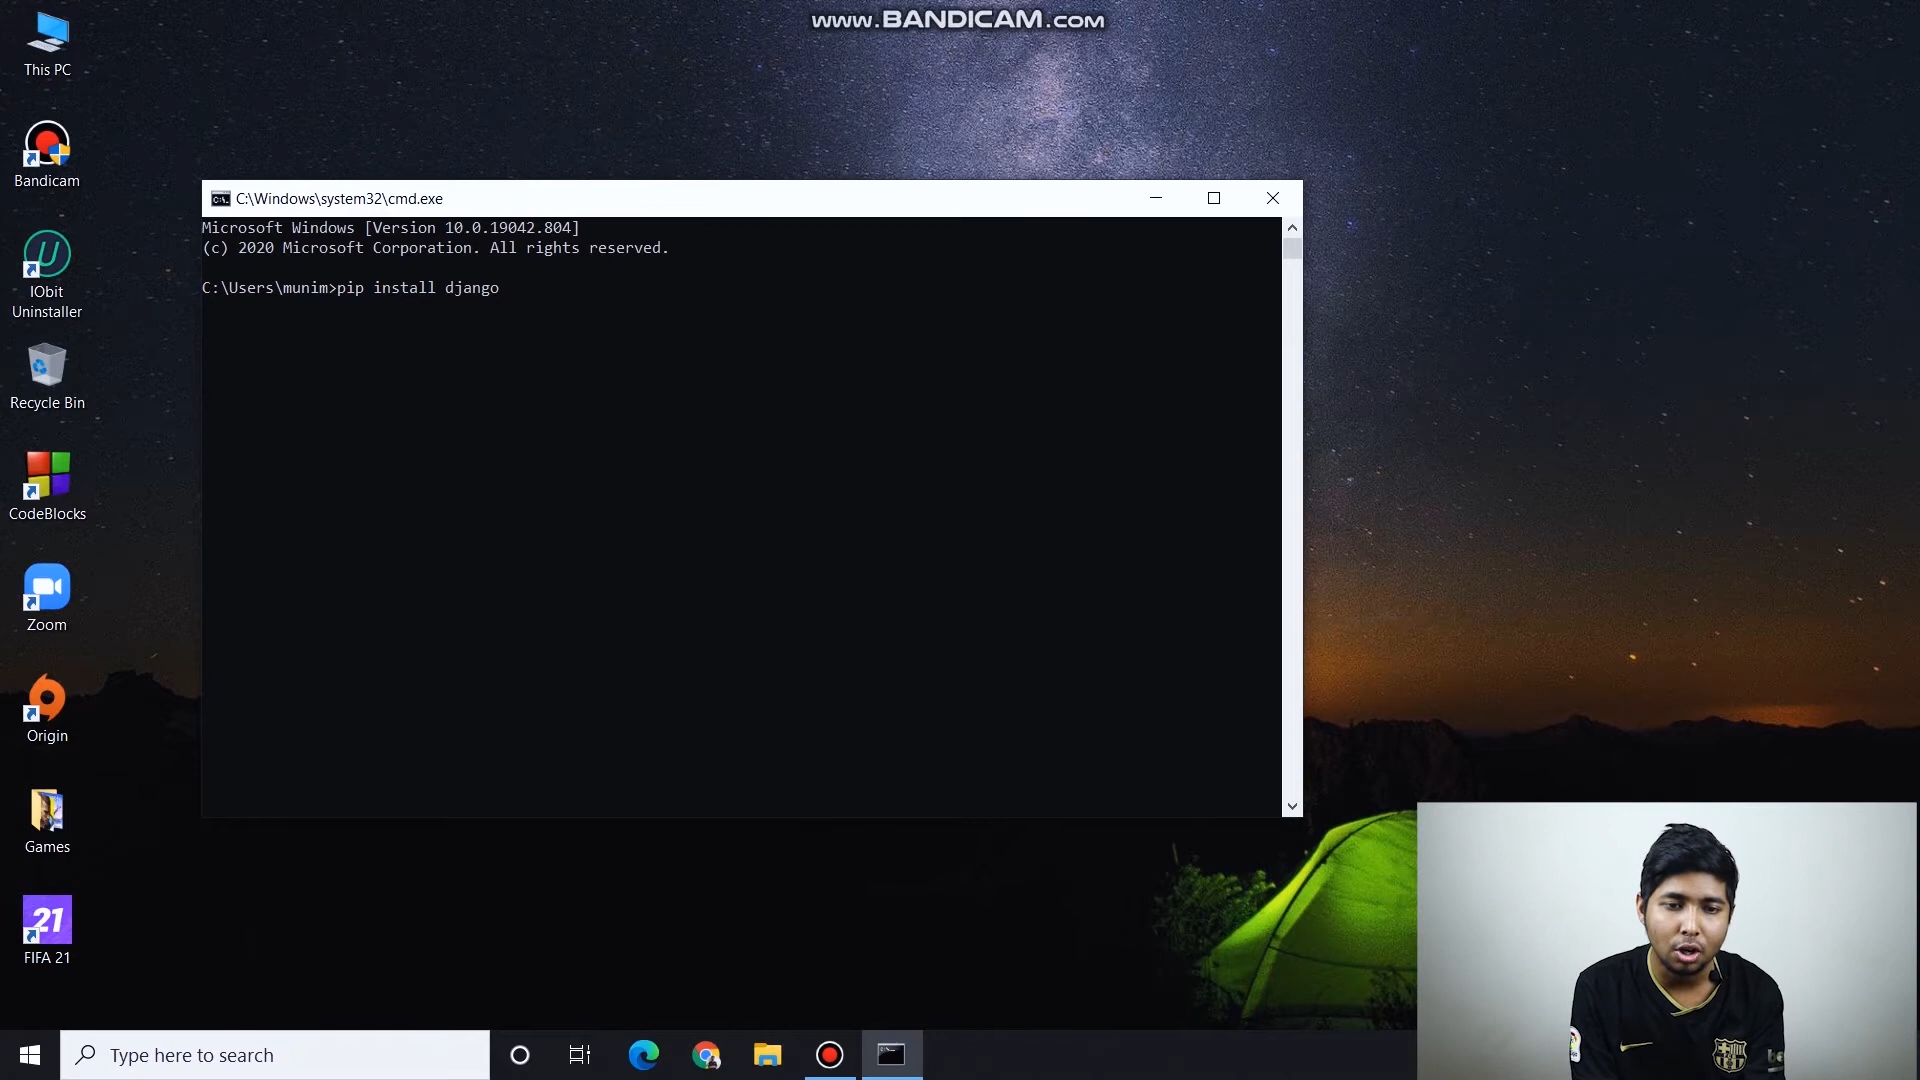 www.BANDICAM.com
This PC
Bandicam
IObit
Uninstaller
Recycle Bin
CodeBlocks
Zoom
Origin
Games
21
FIFA 21
C:\Windows\system32\cmd.exe
Microsoft Windows [Version 10.0.19042.804]
(c) 2020 Microsoft Corporation. All rights reserved.
C:\Users\munim>pip install django
Type here to search